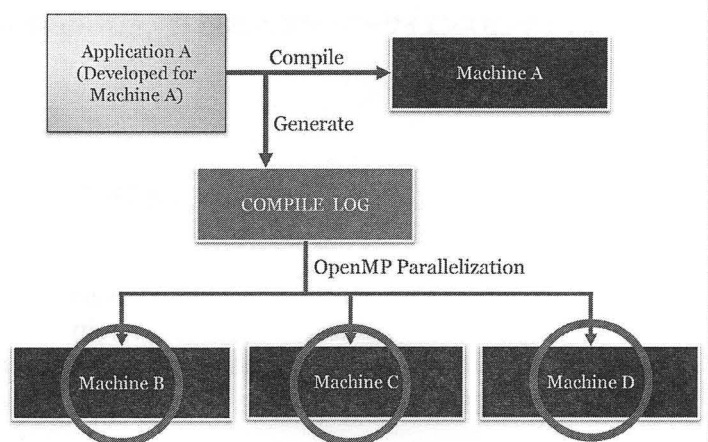 Application A
(Developed for
Machine A)
Compile
Machine A
Generate
COMPILE LOG
OpenMP Parallelization
Machine B
Machine C
Machine D